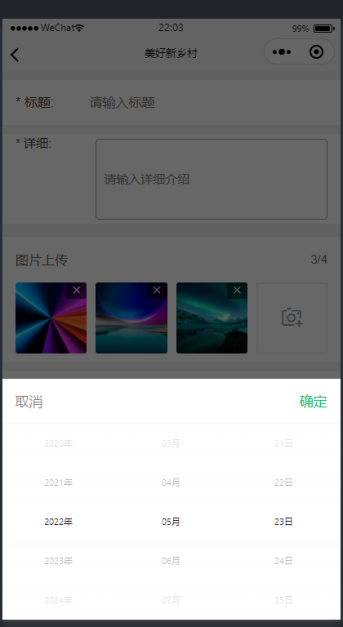 ●●●●● WeChat 22:03 99%
美好新乡村
* 标题: 请输入标题
* 详细:
请输入详细介绍
图片上传 3/4
取消 确定
2020年 03月 21日
2021年 04月 22日
2022年 05月 23日
2023年 06月 24日
2024年 07月 25日